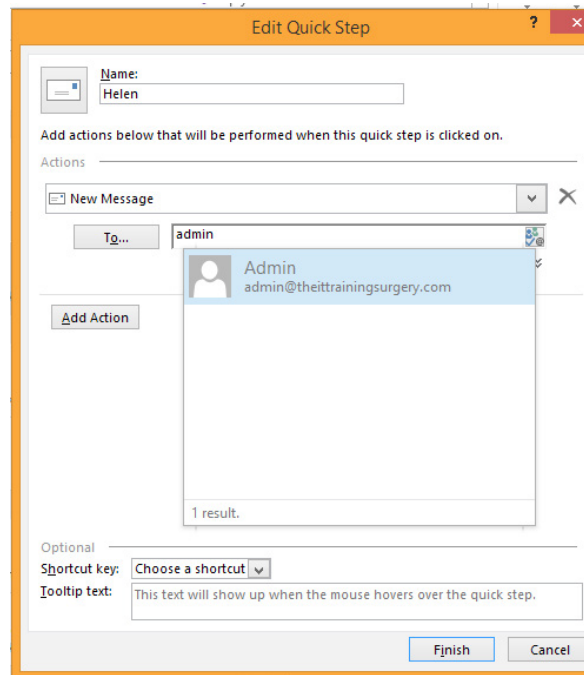 Edit Quick Step
?
Name:
Helen
Add actions below that will be performed when this quick step is clicked on.
Actions
New Message
To...
admin
Admin
admin@theittrainingsurgery.com
Add Action
1 result.
Optional
Shortcut key: Choose a shortcut
Tooltip text: This text will show up when the mouse hovers over the quick step.
Finish Cancel